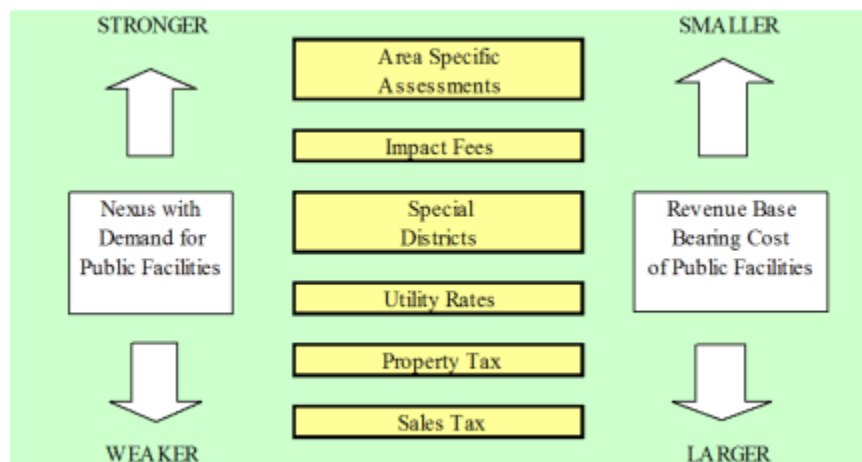 STRONGER
SMALLER
Area Specific
Assessments
Impact Fees
Nexus with
Demand for
Public Facilities
Special
Districts
Revenue Base
Bearing Cost
of Public Facilities
Utility Rates
Property Tax
Sales Tax
WEAKER
LARGER